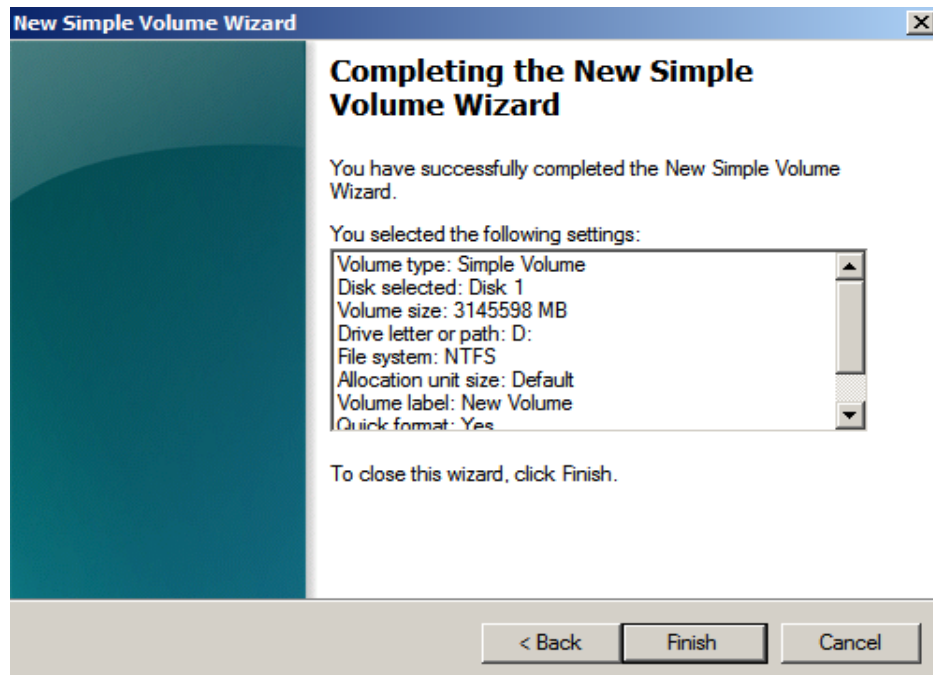 New Simple Volume Wizard
Completing the New Simple
Volume Wizard
You have successfully completed the New Simple Volume
Wizard.
You selected the following settings:
Volume type: Simple Volume
Disk selected: Disk 1
Volume size: 3145598 MB
Drive letter or path: D:
File system: NTFS
Allocation unit size: Default
Volume label: New Volume
Quick format: Yes
To close this wizard, click Finish.
< Back Finish Cancel